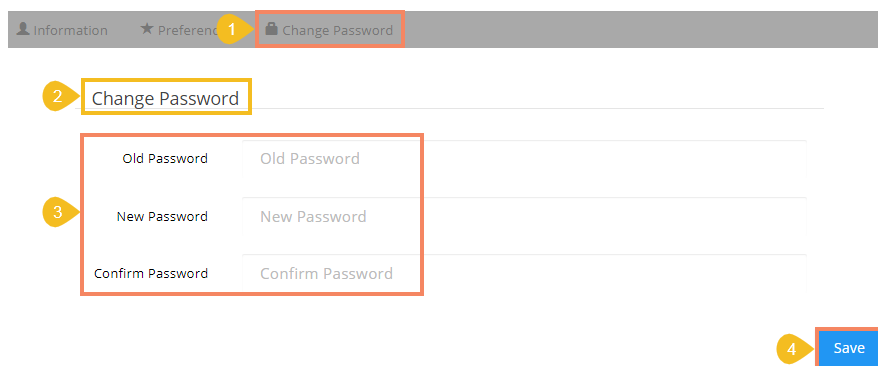 Information Preferenc 1 Change Password
2 Change Password
Old Password Old Password
3 New Password New Password
Confirm Password Confirm Password
4 Save